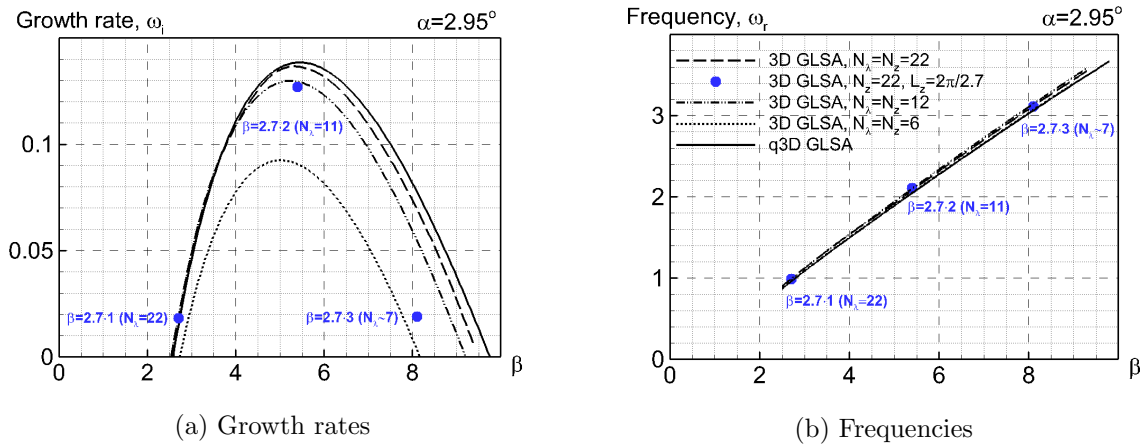 Growth rate, ωi
α=2.95o
0.1
0.05
0
0
2
4
6
8
β
β=2.7·2 (Nλ=11)
β=2.7·1 (Nλ=22)
β=2.7·3 (Nλ~7)
(a) Growth rates
Frequency, ωr
α=2.95o
3D GLSA, Nλ=Nz=22
3D GLSA, Nz=22, Lz=2π/2.7
3D GLSA, Nλ=Nz=12
3D GLSA, Nλ=Nz=6
q3D GLSA
3
2
1
0
0
2
4
6
8
β
β=2.7·3 (Nλ~7)
β=2.7·2 (Nλ=11)
β=2.7·1 (Nλ=22)
(b) Frequencies